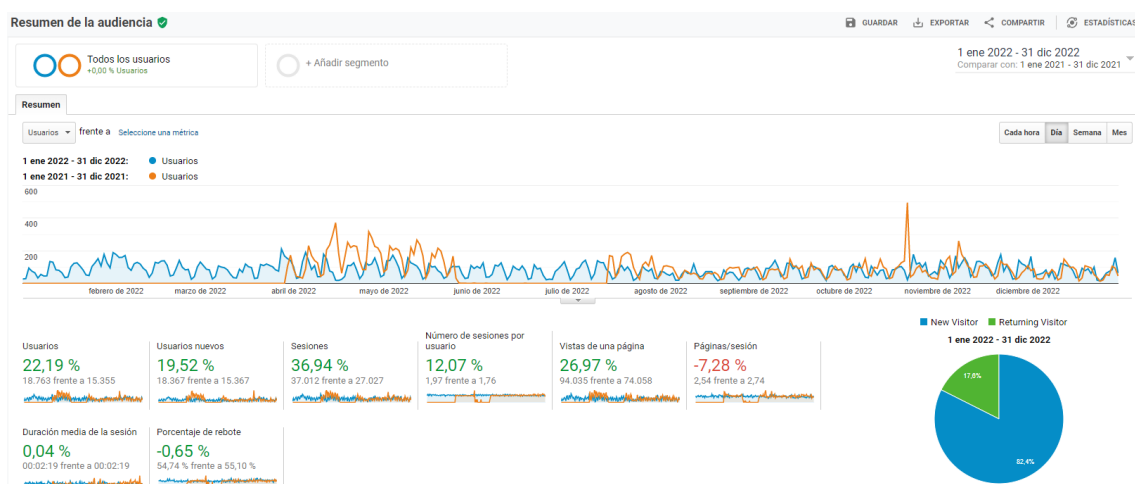 Resumen de la audiencia
GUARDAR EXPORTAR COMPARTIR ESTADÍSTICAS
Todos los usuarios
+0,00 % Usuarios
+ Añadir segmento
1 ene 2022 - 31 dic 2022
Comparar con: 1 ene 2021 - 31 dic 2021
Resumen
Usuarios frente a Seleccione una métrica
Cada hora Día Semana Mes
1 ene 2022 - 31 dic 2022: Usuarios
1 ene 2021 - 31 dic 2021: Usuarios
600
400
200
febrero de 2022 marzo de 2022 abril de 2022 mayo de 2022 junio de 2022 julio de 2022 agosto de 2022 septiembre de 2022 octubre de 2022 noviembre de 2022 diciembre de 2022
Usuarios
22,19 %
18.763 frente a 15.355
Usuarios nuevos
19,52 %
18.367 frente a 15.367
Sesiones
36,94 %
37.012 frente a 27.027
Número de sesiones por
usuario
12,07 %
1,97 frente a 1,76
Vistas de una página
26,97 %
94.035 frente a 74.058
Páginas/sesión
-7,28 %
2,54 frente a 2,74
Duración media de la sesión
0,04 %
00:02:19 frente a 00:02:19
Porcentaje de rebote
-0,65 %
54,74 % frente a 55,10 %
New Visitor Returning Visitor
1 ene 2022 - 31 dic 2022
17,6%
82,4%